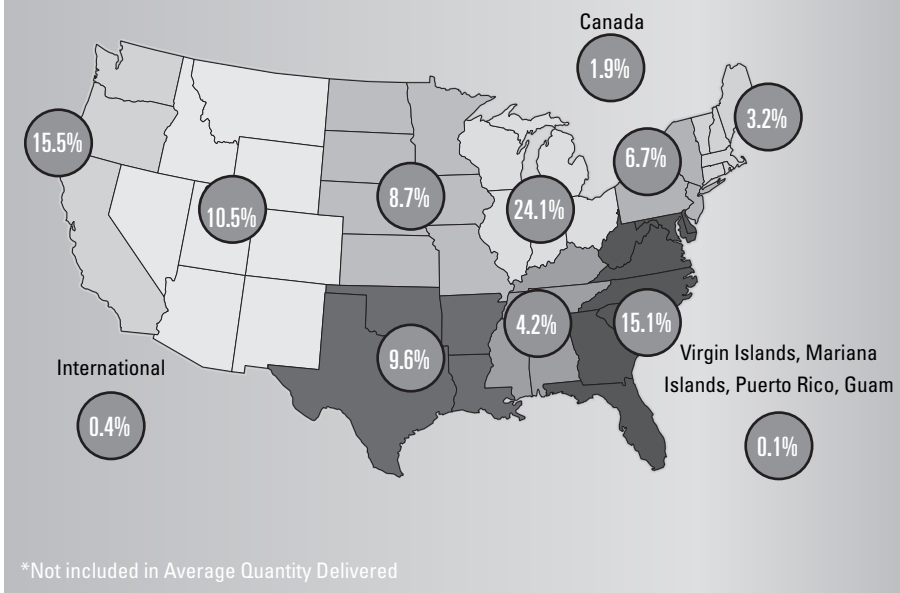 Canada
1.9%
3.2%
15.5%
6.7%
8.7%
24.1%
10.5%
4.2%
15.1%
9.6%
Virgin Islands, Mariana
Islands, Puerto Rico, Guam
0.1%
International
0.4%
*Not included in Average Quantity Delivered